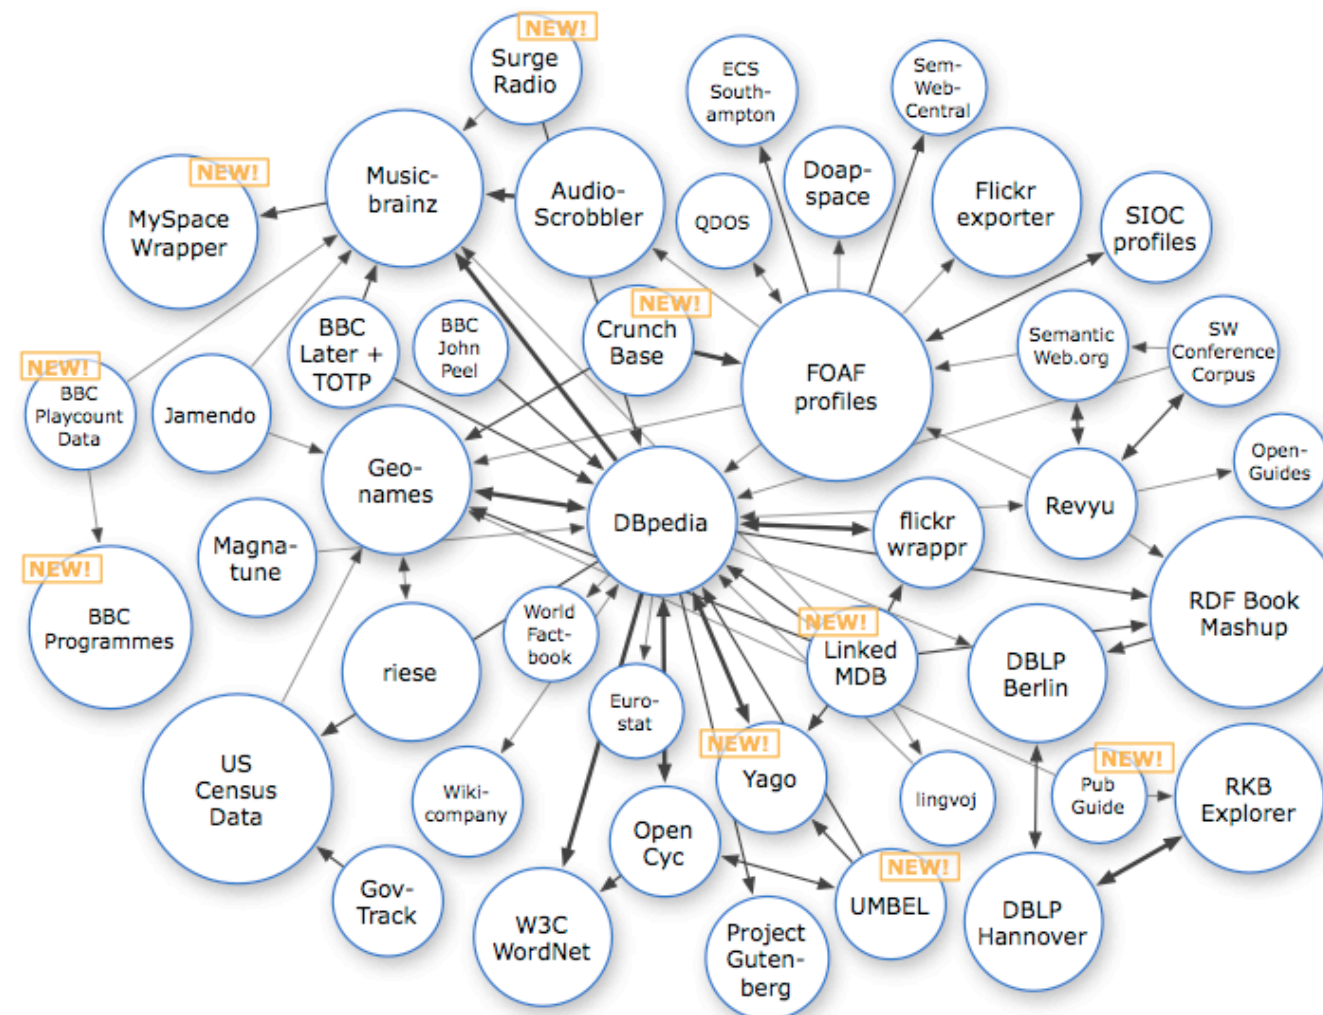 NEW!
Surge
Radio
ECS
South-
ampton
Sem-
Web-
Central
NEW!
MySpace
Wrapper
Music-
brainz
Audio-
Scrobbler
QDOS
Doap-
space
Flickr
exporter
SIOC
profiles
NEW!
BBC
Playcount
Data
Jamendo
BBC
Later +
TOTP
BBC
John
Peel
NEW!
Crunch
Base
FOAF
profiles
Semantic
Web.org
SW
Conference
Corpus
Geo-
names
DBpedia
flickr
wrappr
Revyu
Open-
Guides
NEW!
BBC
Programmes
Magna-
tune
riese
World
Fact-
book
Euro-
stat
NEW!
Linked
MDB
DBLP
Berlin
RDF Book
Mashup
US
Census
Data
Wiki-
company
Open
Cyc
NEW!
Yago
lingvoj
NEW!
Pub
Guide
RKB
Explorer
Gov-
Track
W3C
WordNet
Project
Guten-
berg
NEW!
UMBEL
DBLP
Hannover